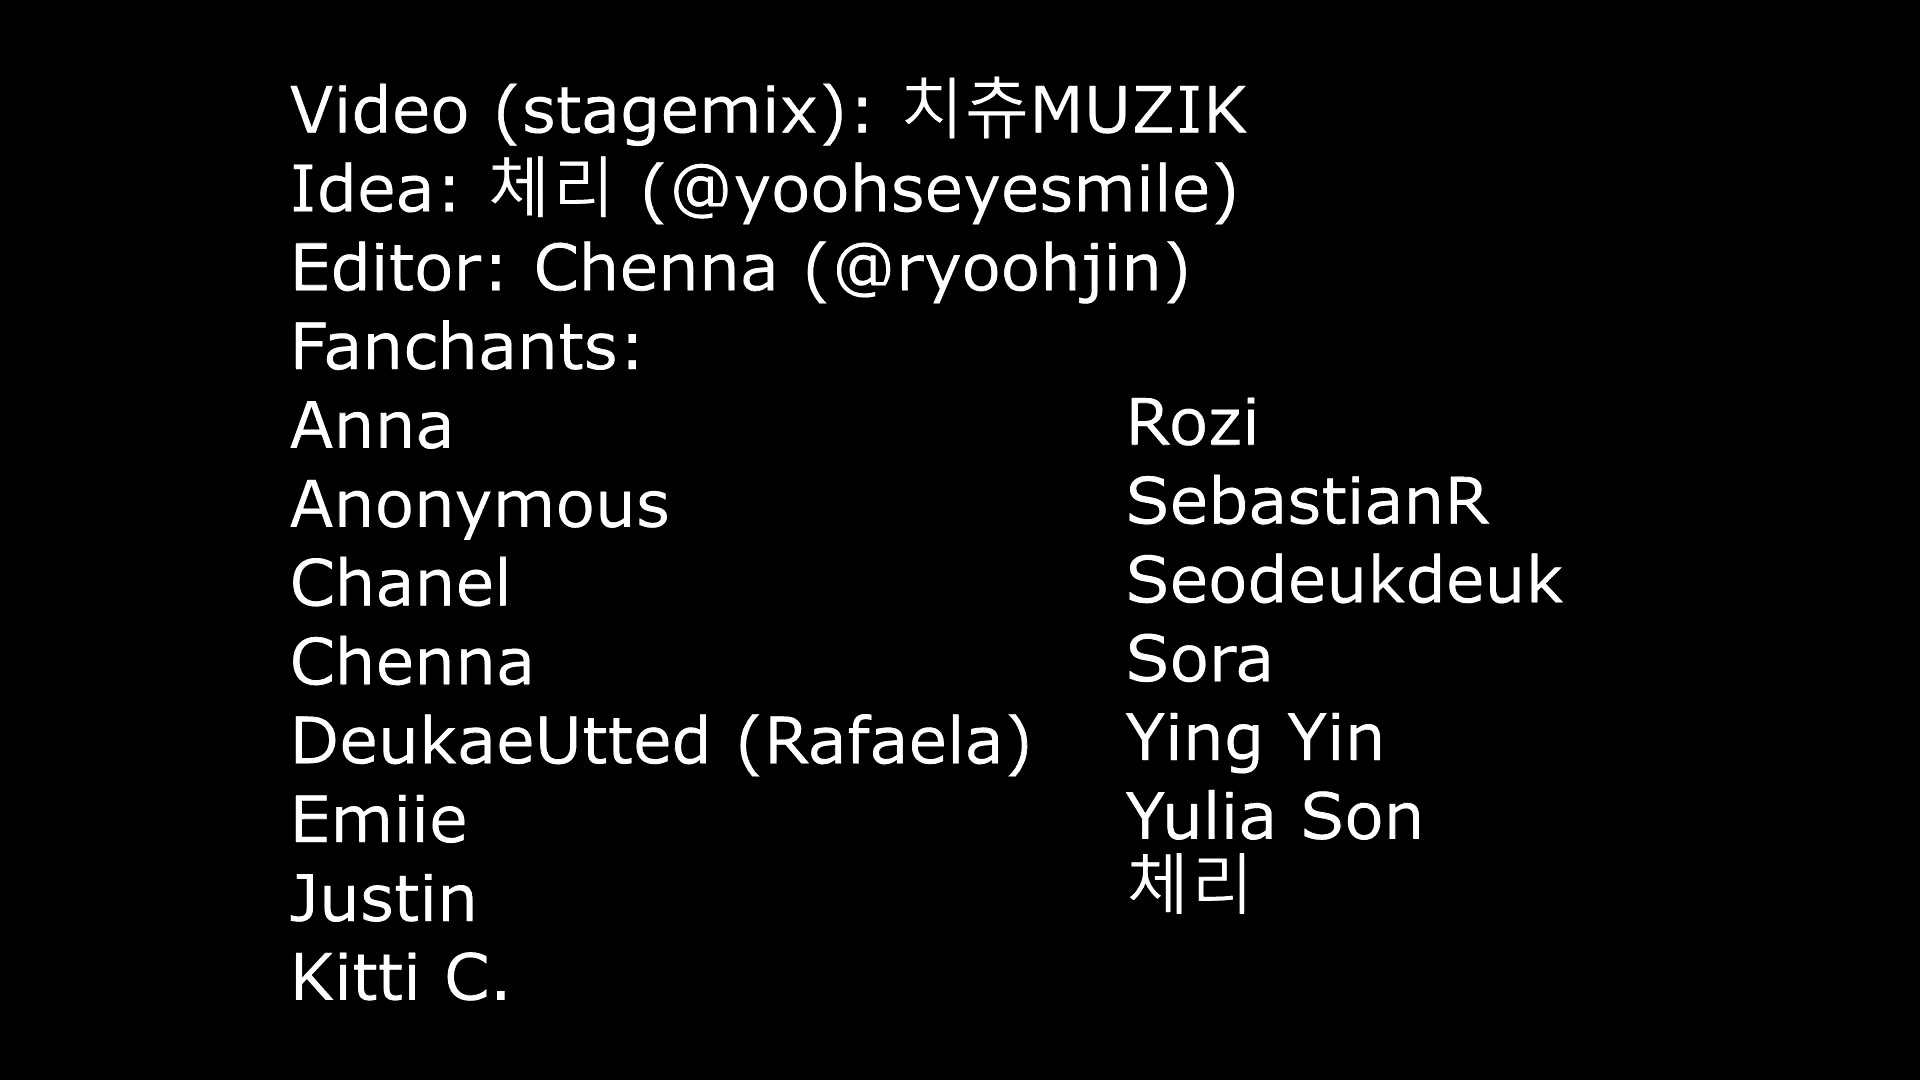 Video (stagemix): 치츄MUZIK
Idea: 체리 (@yoohseyesmile)
Editor: Chenna (@ryoohjin)
Fanchants:
Anna
Anonymous
Chanel
Chenna
DeukaeUtted (Rafaela)
Emiie
Justin
Kitti C.
Rozi
SebastianR
Seodeukdeuk
Sora
Ying Yin
Yulia Son
체리